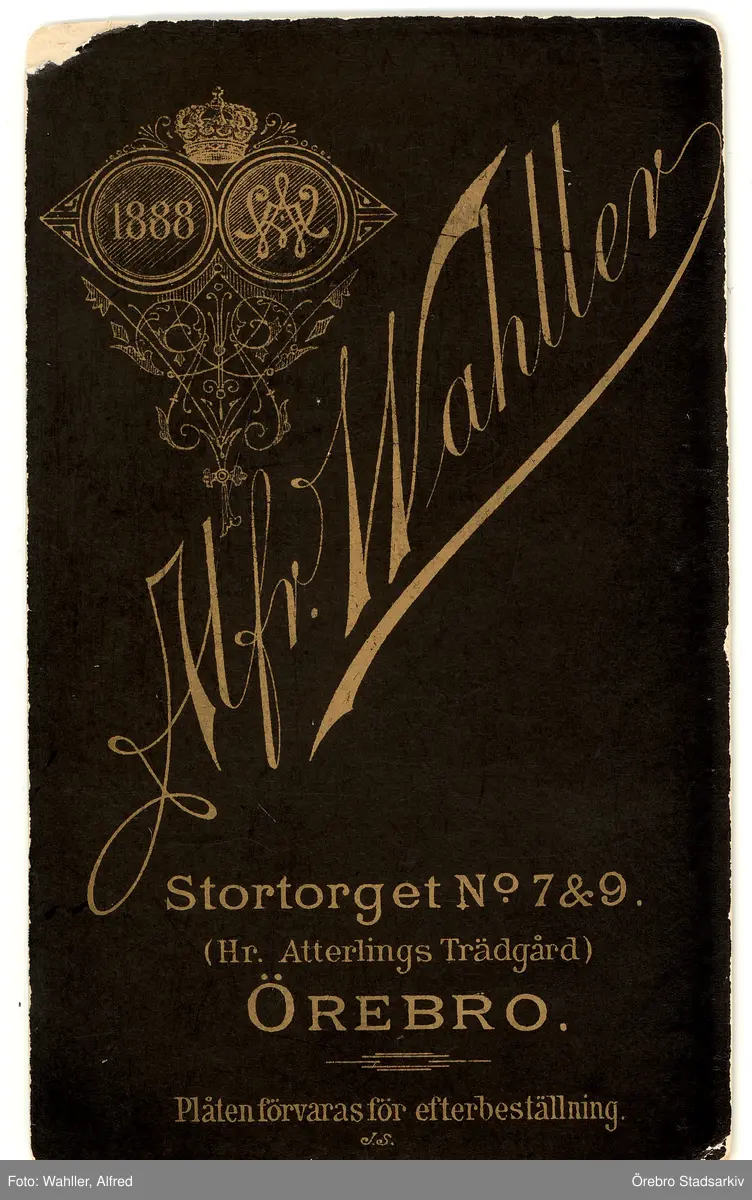 1888
AW
Alfr. Wahller
Stortorget No. 7 & 9.
(Hr. Atterlings Trädgård)
ÖREBRO.
Plåten förvaras för efterbeställning.
J.S.
Foto: Wahller, Alfred
Örebro Stadsarkiv